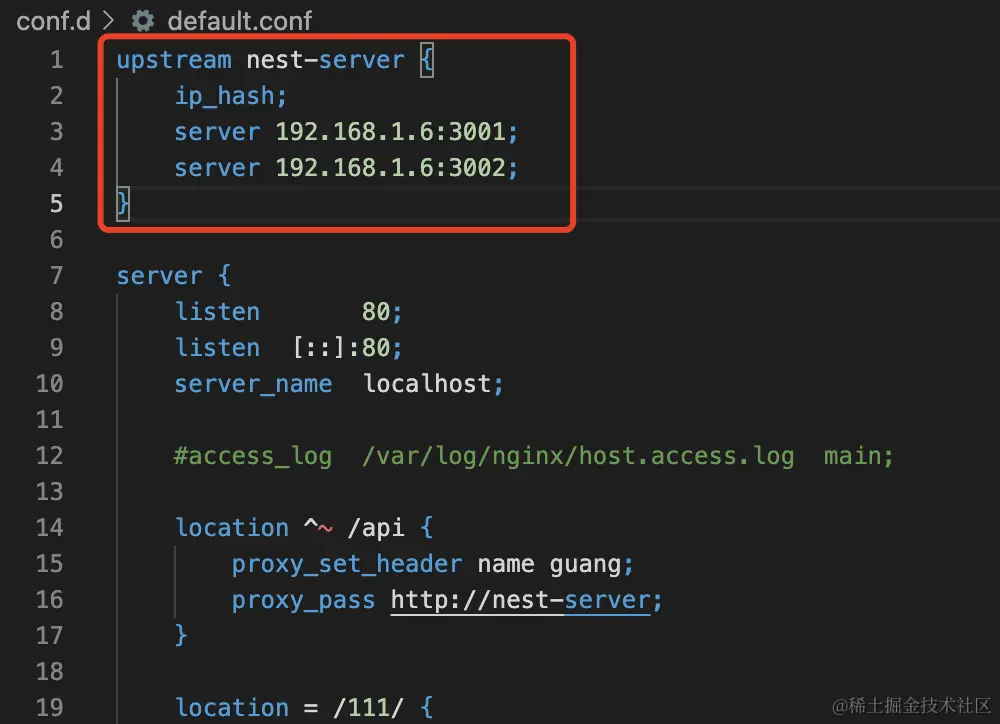 conf.d > default.conf
1 upstream nest-server {
2     ip_hash;
3     server 192.168.1.6:3001;
4     server 192.168.1.6:3002;
5 }
6
7 server {
8     listen       80;
9     listen  [::]:80;
10     server_name  localhost;
11
12     #access_log  /var/log/nginx/host.access.log  main;
13
14     location ^~ /api {
15         proxy_set_header name guang;
16         proxy_pass http://nest-server;
17     }
18
19     location = /111/ {
@稀土掘金技术社区